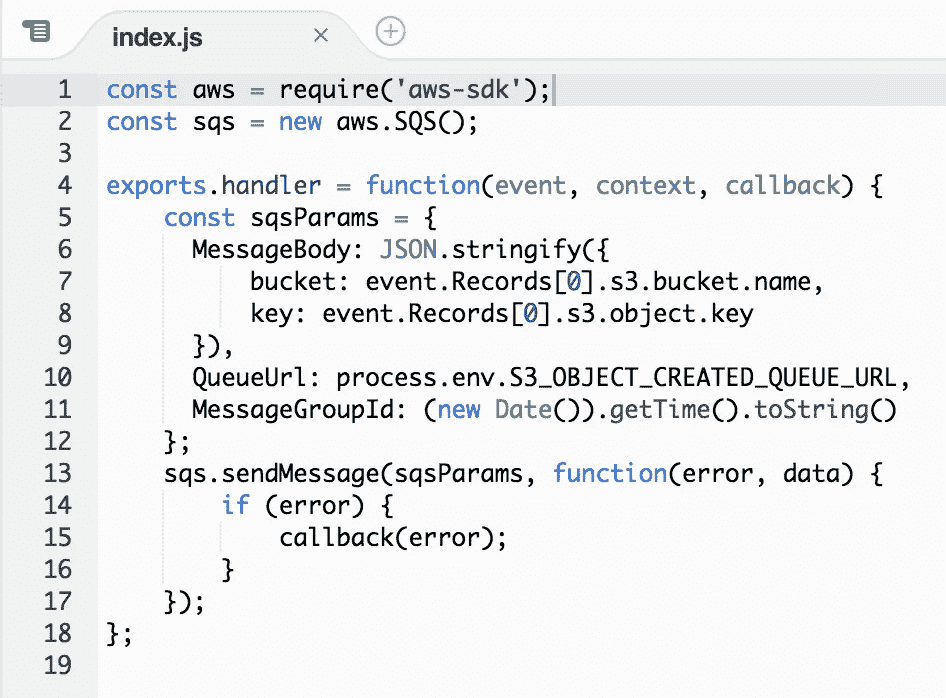 index.js
1 const aws = require('aws-sdk');
2 const sqs = new aws.SQS();
3
4 exports.handler = function(event, context, callback) {
5     const sqsParams = {
6       MessageBody: JSON.stringify({
7           bucket: event.Records[0].s3.bucket.name,
8           key: event.Records[0].s3.object.key
9       }),
10       QueueUrl: process.env.S3_OBJECT_CREATED_QUEUE_URL,
11       MessageGroupId: (new Date()).getTime().toString()
12     };
13     sqs.sendMessage(sqsParams, function(error, data) {
14         if (error) {
15             callback(error);
16         }
17     });
18 };
19